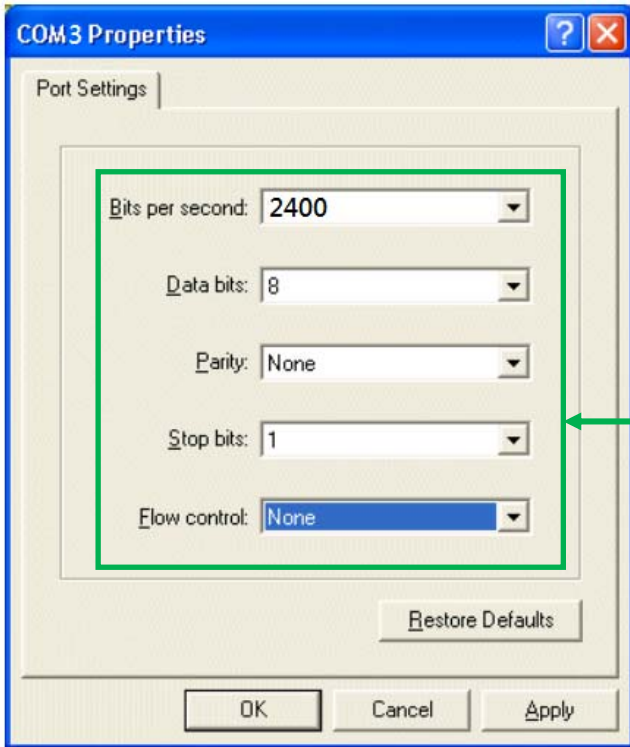 COM3 Properties
Port Settings
Bits per second: 2400
Data bits: 8
Parity: None
Stop bits: 1
Flow control: None
Restore Defaults
OK Cancel Apply